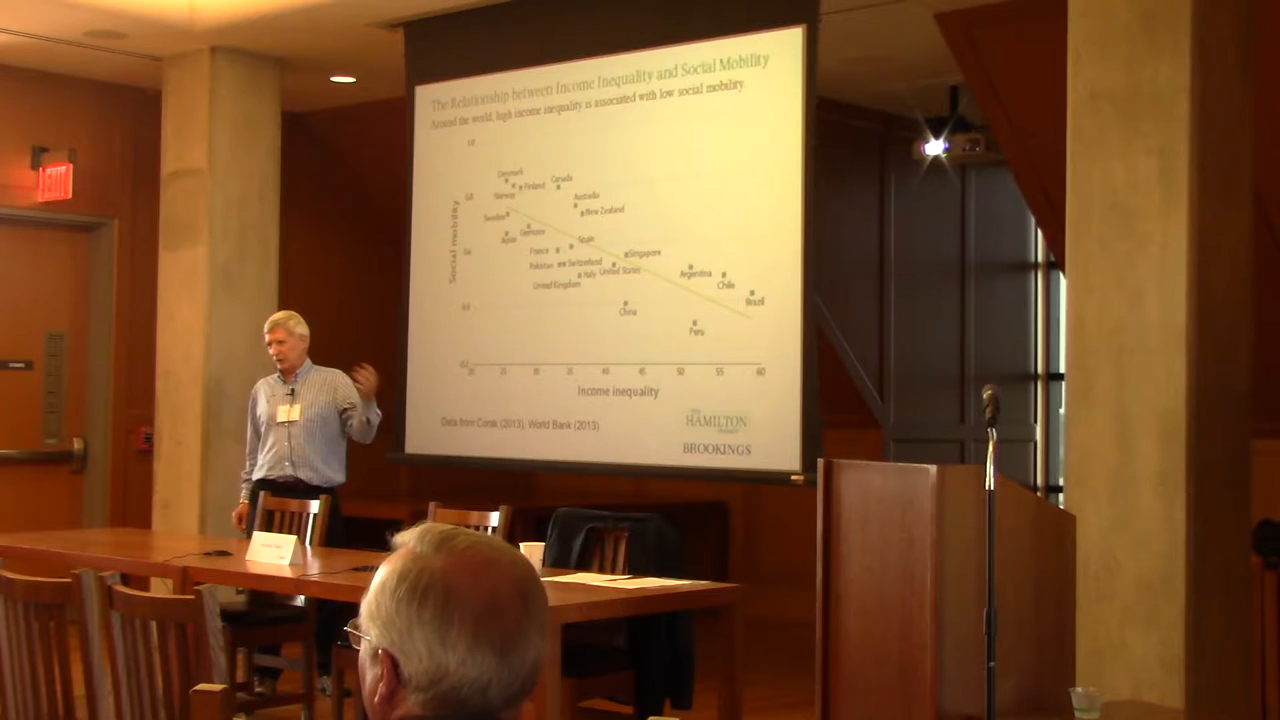 EXIT
The Relationship between Income Inequality and Social Mobility
Around the world, high income inequality is associated with low social mobility
Social mobility
Denmark
Norway
Finland
Canada
Australia
New Zealand
Sweden
Japan
Germany
Spain
France
Singapore
Pakistan
Switzerland
Italy
United States
United Kingdom
Argentina
Chile
Brazil
China
Peru
20 25 30 35 40 45 50 55 60
Income inequality
Data from Corak (2013), World Bank (2013)
HAMILTON
BROOKINGS